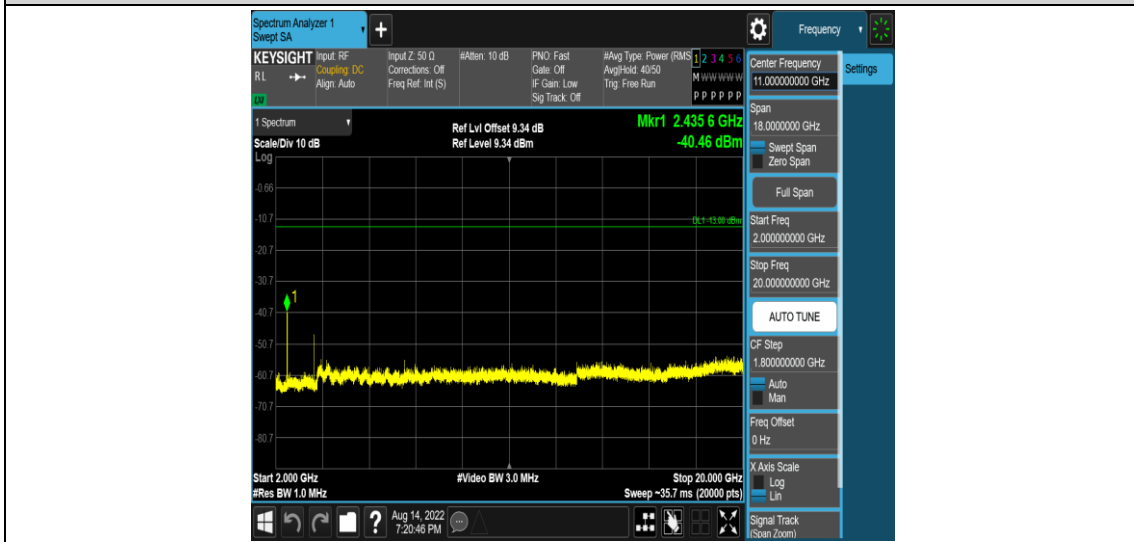 Spectrum Analyzer 1
Swept SA
+
Frequency
KEYSIGHT
RL
LXI
Input: RF
Coupling: DC
Align: Auto
Input Z: 50 Ω
Corrections: Off
Freq Ref: Int (S)
#Atten: 10 dB
PNO: Fast
Gate: Off
IF Gain: Low
Sig Track: Off
#Avg Type: Power (RMS
Avg|Hold: 40/50
Trig: Free Run
1 2 3 4 5 6
M W W W W W
P P P P P P
Center Frequency
11.000000000 GHz
Settings
Span
18.0000000 GHz
Swept Span
Zero Span
Full Span
Start Freq
2.000000000 GHz
Stop Freq
20.000000000 GHz
AUTO TUNE
CF Step
1.800000000 GHz
Auto
Man
Freq Offset
0 Hz
X Axis Scale
Log
Lin
Signal Track
(Span Zoom)
1 Spectrum
Scale/Div 10 dB
Log
Ref Lvl Offset 9.34 dB
Ref Level 9.34 dBm
Mkr1 2.435 6 GHz
-40.46 dBm
-0.66
-10.7
DL1 -13.00 dBm
-20.7
-30.7
1
-40.7
-50.7
-60.7
-70.7
-80.7
Start 2.000 GHz
#Res BW 1.0 MHz
#Video BW 3.0 MHz
Stop 20.000 GHz
Sweep ~35.7 ms (20000 pts)
?
Aug 14, 2022
7:20:46 PM